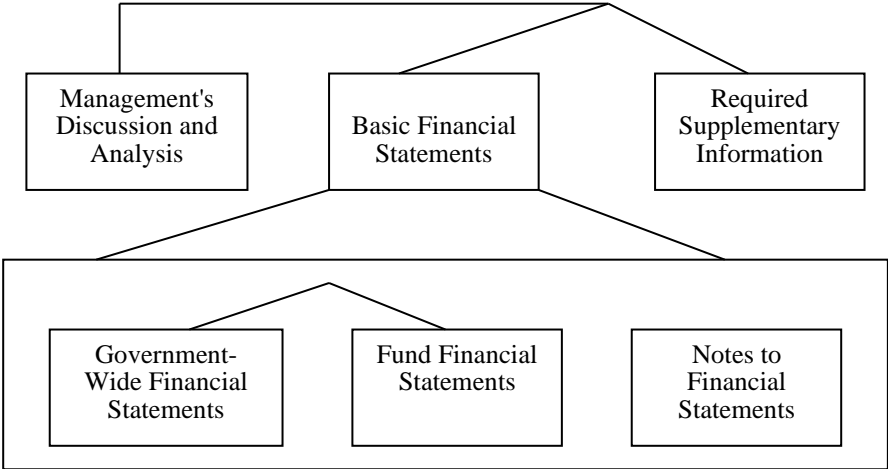 Management's
Discussion and
Analysis
Basic Financial
Statements
Required
Supplementary
Information
Government-
Wide Financial
Statements
Fund Financial
Statements
Notes to
Financial
Statements